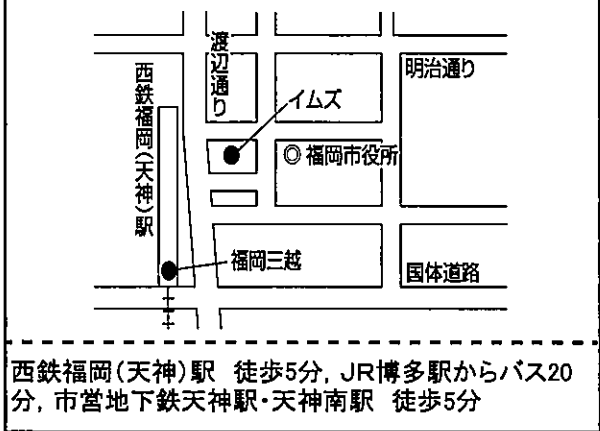 渡辺通り
明治通り
西鉄福岡(天神)駅
イムズ
◎福岡市役所
福岡三越
国体道路
西鉄福岡(天神)駅 徒歩5分, JR博多駅からバス20
分, 市営地下鉄天神駅・天神南駅 徒歩5分